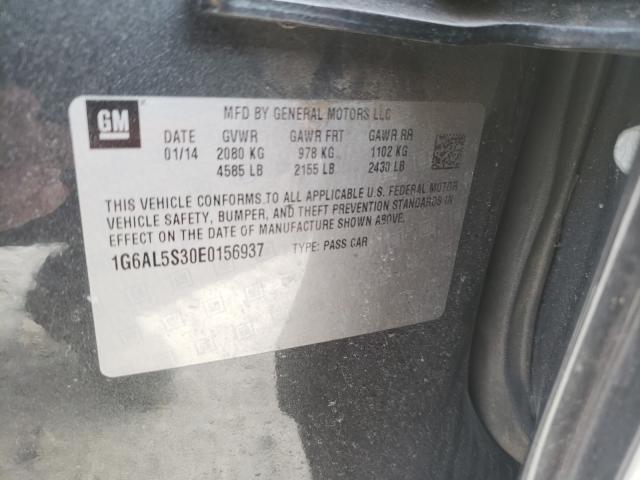 GM
MFD BY GENERAL MOTORS LLC
DATE GVWR GAWR FRT GAWR RR
01/14 2080 KG 978 KG 1102 KG
4585 LB 2155 LB 2430 LB
THIS VEHICLE CONFORMS TO ALL APPLICABLE U.S. FEDERAL MOTOR
VEHICLE SAFETY, BUMPER, AND THEFT PREVENTION STANDARDS IN
EFFECT ON THE DATE OF MANUFACTURE SHOWN ABOVE.
1G6AL5S30E0156937 TYPE: PASS CAR